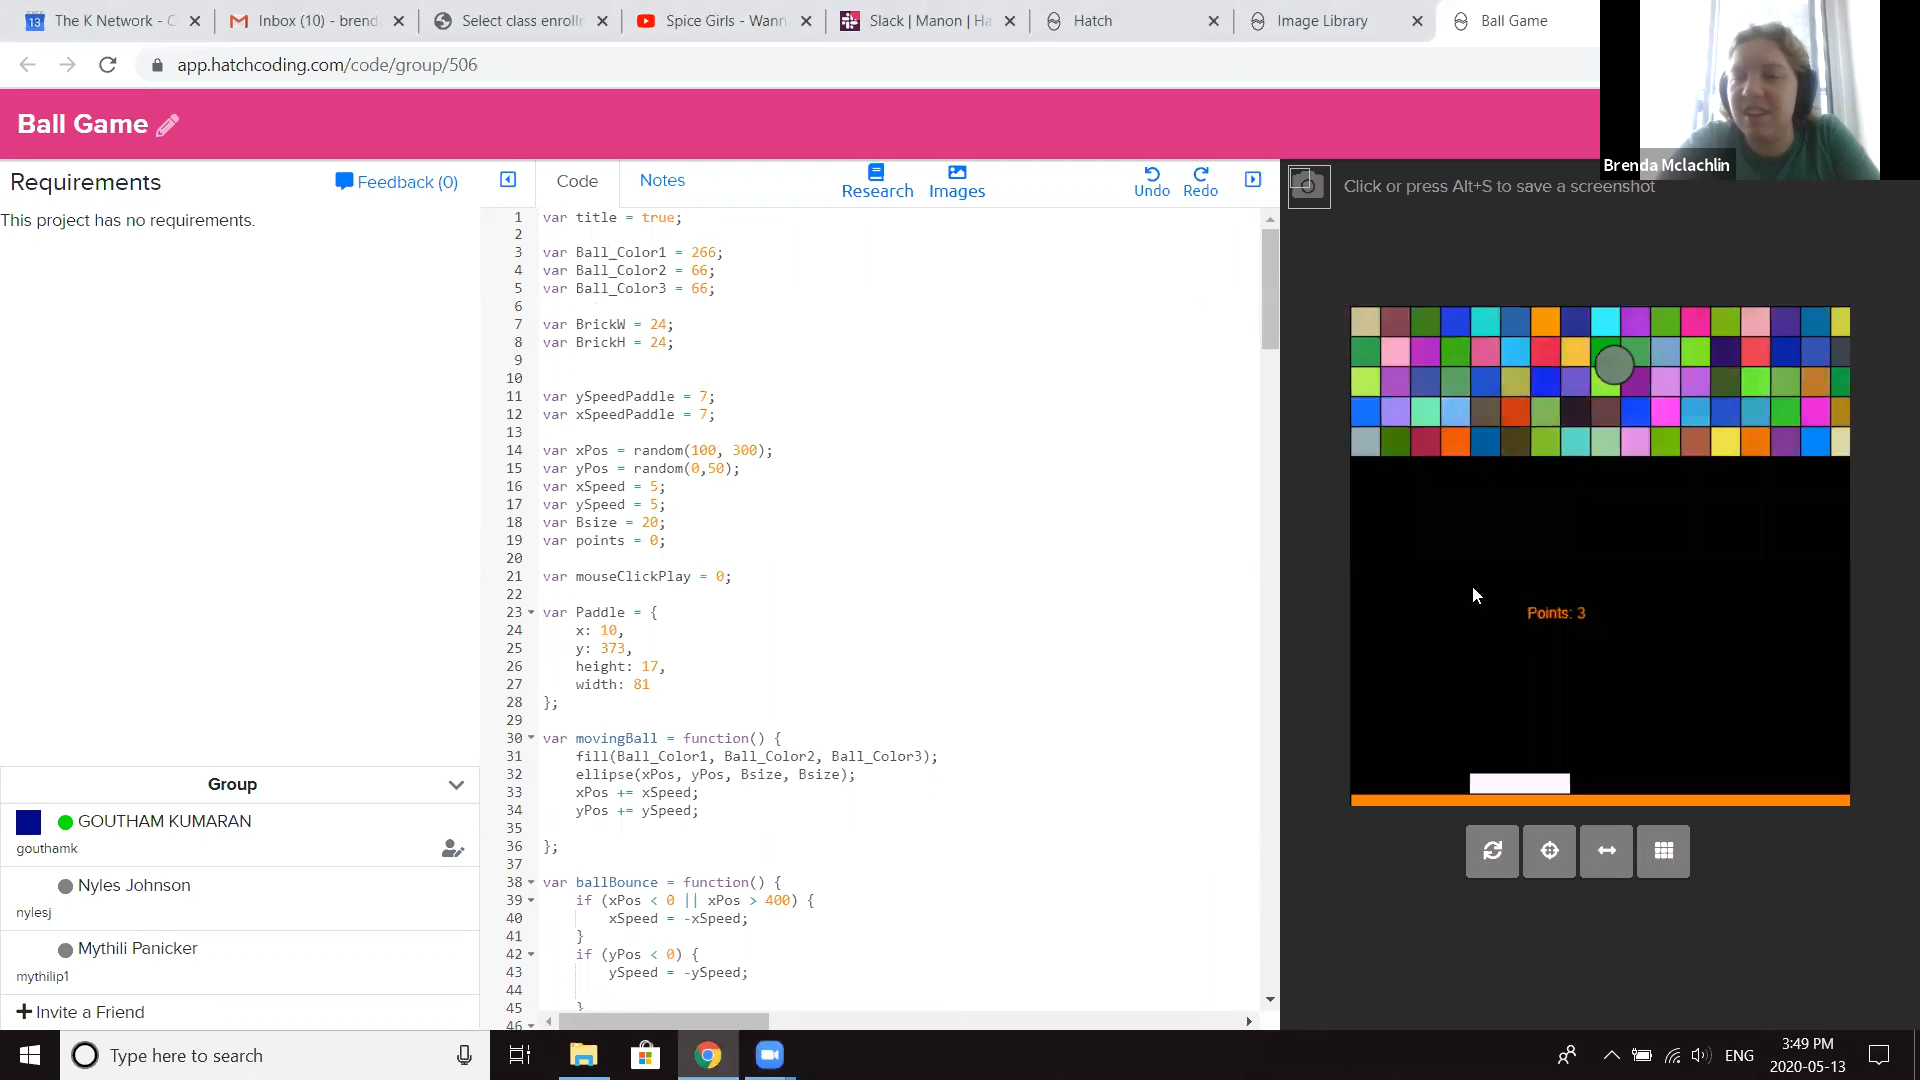 The K Network - C
Inbox (10) - brend
Select class enrolln
Spice Girls - Wann
Slack | Manon | Ha
Hatch
Image Library
Ball Game
app.hatchcoding.com/code/group/506
Ball Game
Brenda Mclachlin
Requirements
Feedback (0)
Code
Notes
Research
Images
Undo
Redo
Click or press Alt+S to save a screenshot
This project has no requirements.
1 var title = true;
2
3 var Ball_Color1 = 266;
4 var Ball_Color2 = 66;
5 var Ball_Color3 = 66;
6
7 var BrickW = 24;
8 var BrickH = 24;
9
10
11 var ySpeedPaddle = 7;
12 var xSpeedPaddle = 7;
13
14 var xPos = random(100, 300);
15 var yPos = random(0,50);
16 var xSpeed = 5;
17 var ySpeed = 5;
18 var Bsize = 20;
19 var points = 0;
20
21 var mouseClickPlay = 0;
22
23 var Paddle = {
24 x: 10,
25 y: 373,
26 height: 17,
27 width: 81
28 };
29
30 var movingBall = function() {
31 fill(Ball_Color1, Ball_Color2, Ball_Color3);
32 ellipse(xPos, yPos, Bsize, Bsize);
33 xPos += xSpeed;
34 yPos += ySpeed;
35
36 };
37
38 var ballBounce = function() {
39 if (xPos < 0 || xPos > 400) {
40 xSpeed = -xSpeed;
41 }
42 if (yPos < 0) {
43 ySpeed = -ySpeed;
44
45 }
46
Points: 3
Group
GOUTHAM KUMARAN
gouthamk
Nyles Johnson
nylesj
Mythili Panicker
mythilip1
Invite a Friend
Type here to search
ENG
3:49 PM
2020-05-13